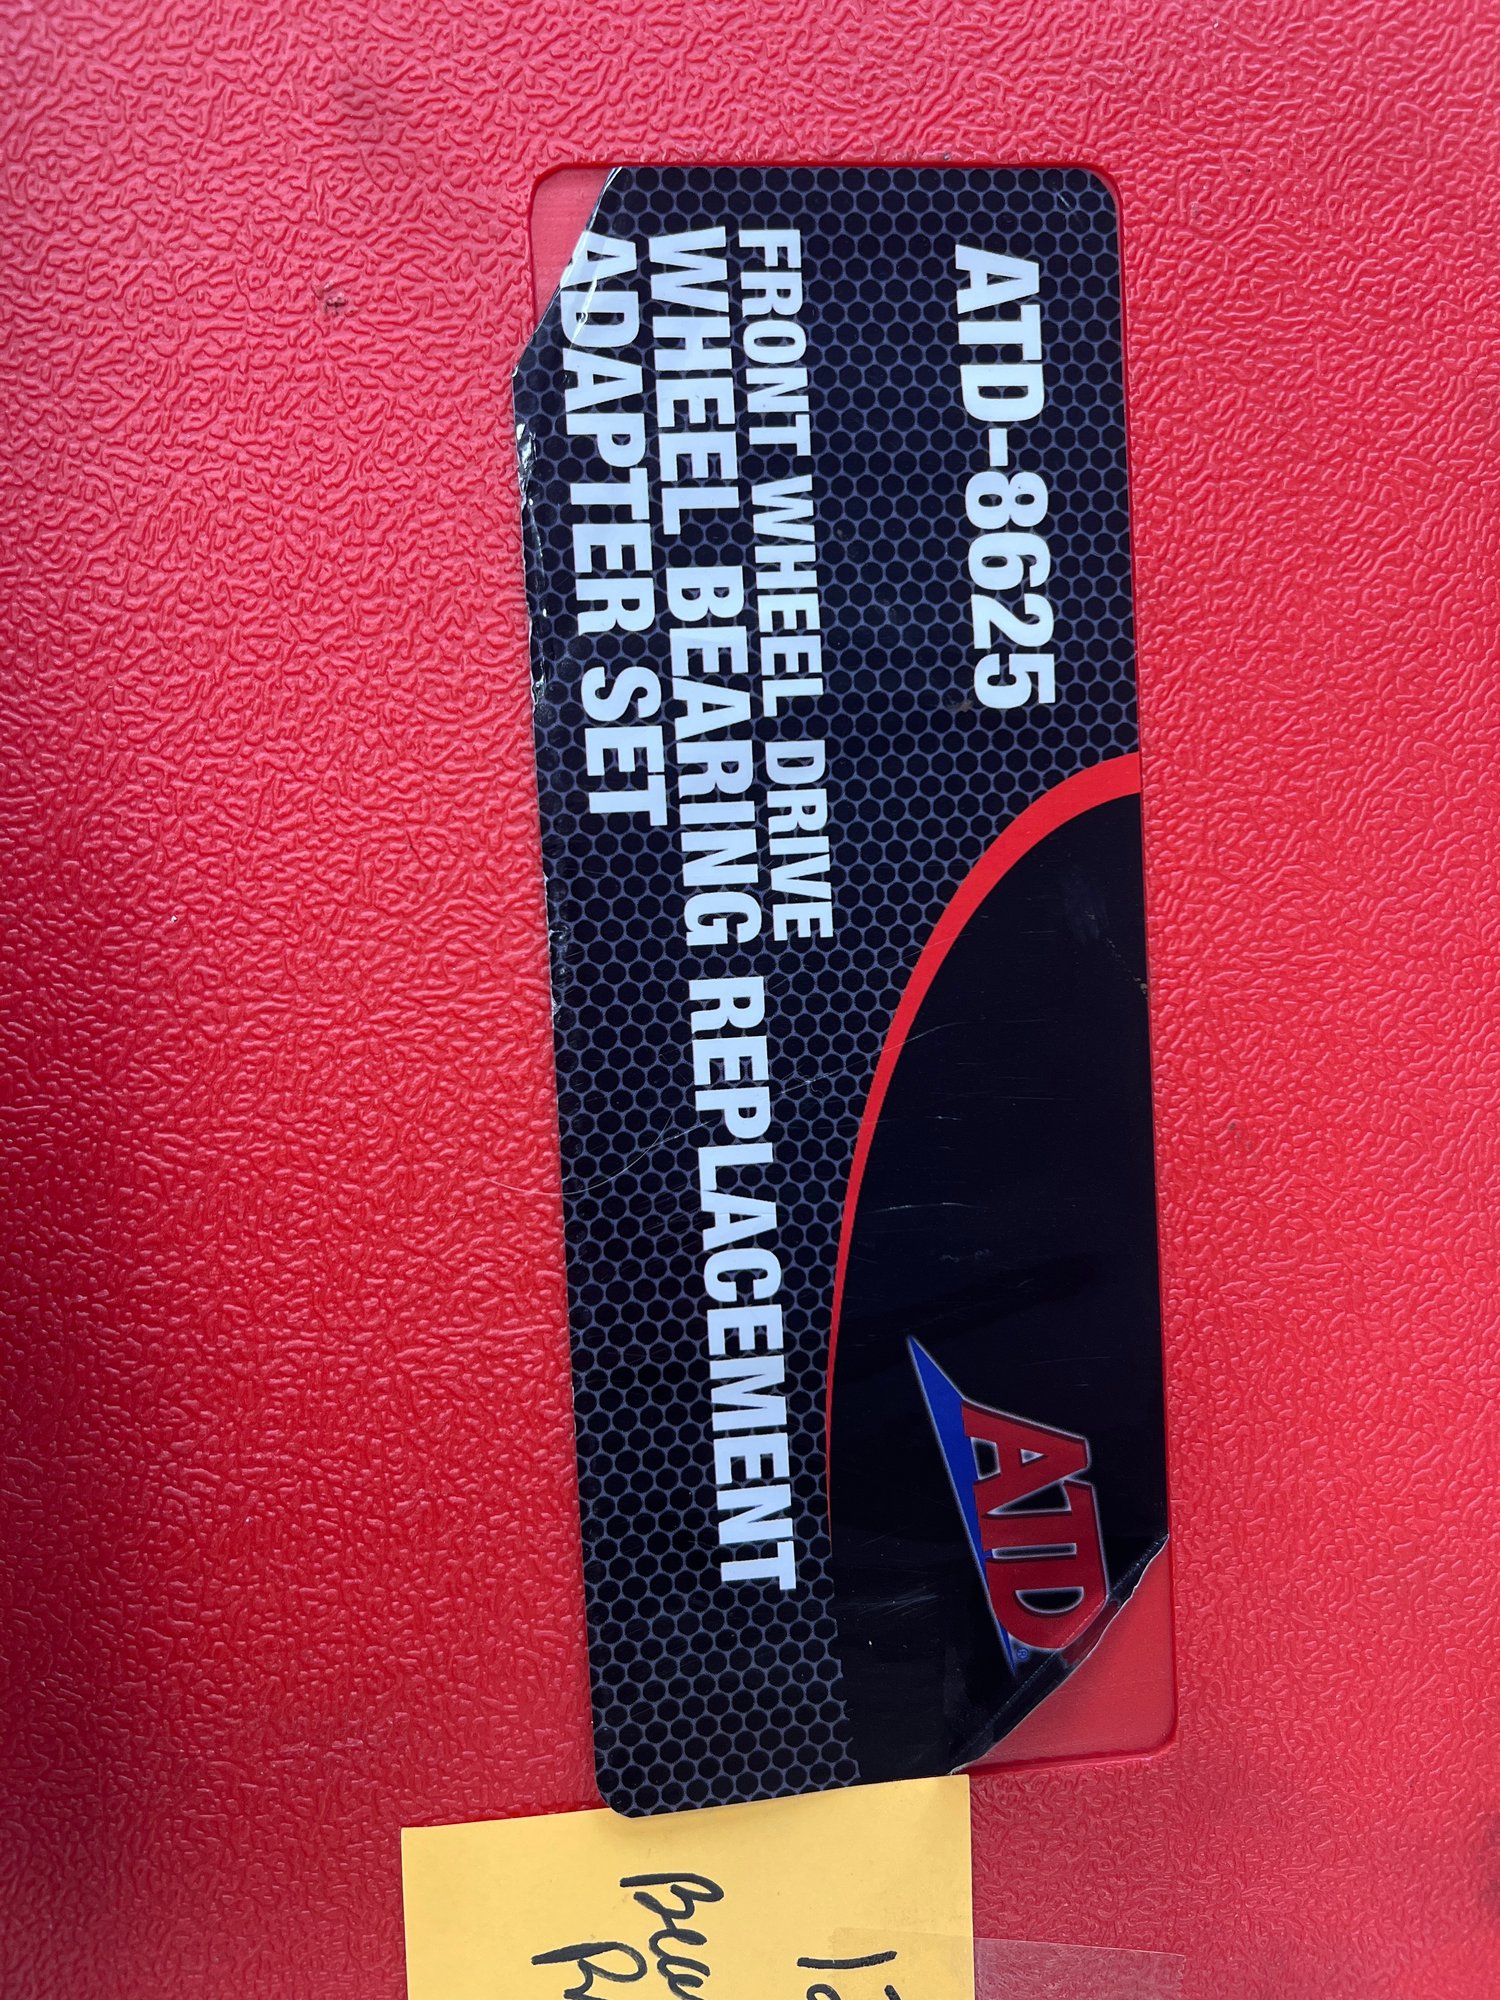 ATD-8625
ATD®
FRONT WHEEL DRIVE
WHEEL BEARING REPLACEMENT
ADAPTER SET